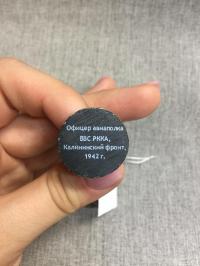 Офицер авиаполка
ВВС РККА,
Калининский фронт,
1942 г.